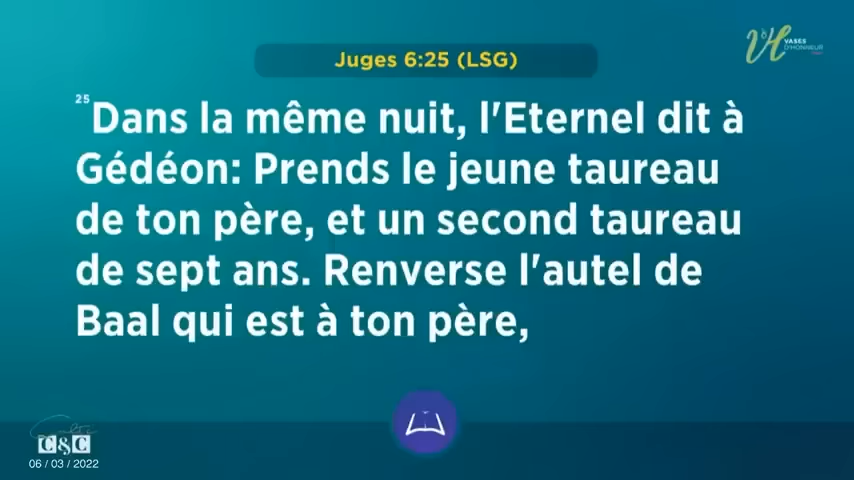 Juges 6:25 (LSG)
VASES
D'HONNEUR
25 Dans la même nuit, l'Eternel dit à
Gédéon: Prends le jeune taureau
de ton père, et un second taureau
de sept ans. Renverse l'autel de
Baal qui est à ton père,
C&C
06 / 03 / 2022